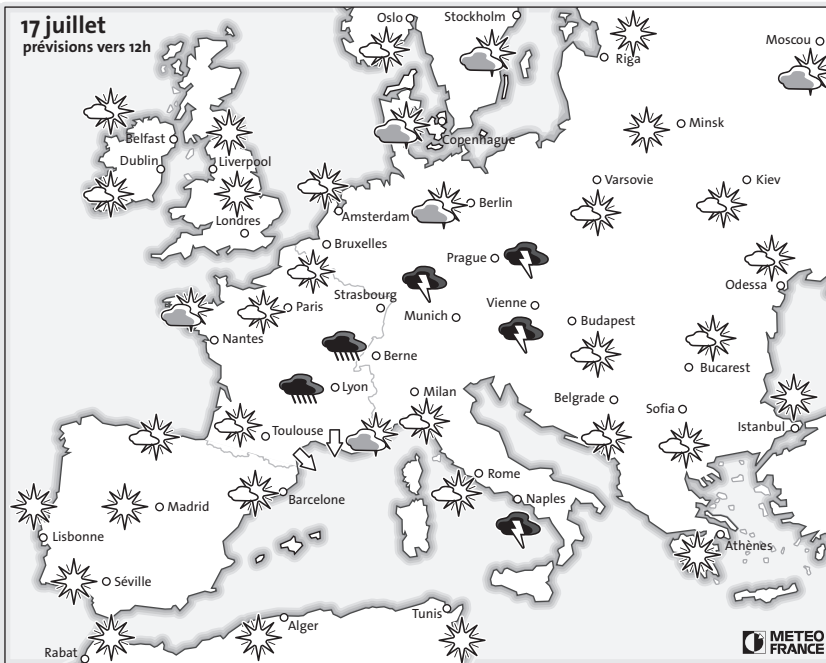 17 juillet
prévisions vers 12h
Oslo
Stockholm
Moscou
Riga
Belfast
Minsk
Copenhague
Dublin
Liverpool
Varsovie
Kiev
Londres
Amsterdam
Berlin
Bruxelles
Prague
Odessa
Paris
Strasbourg
Munich
Vienne
Budapest
Nantes
Berne
Bucarest
Lyon
Milan
Belgrade
Sofia
Istanbul
Toulouse
Rome
Madrid
Barcelone
Naples
Lisbonne
Athènes
Séville
Tunis
Alger
Rabat
METEO
FRANCE